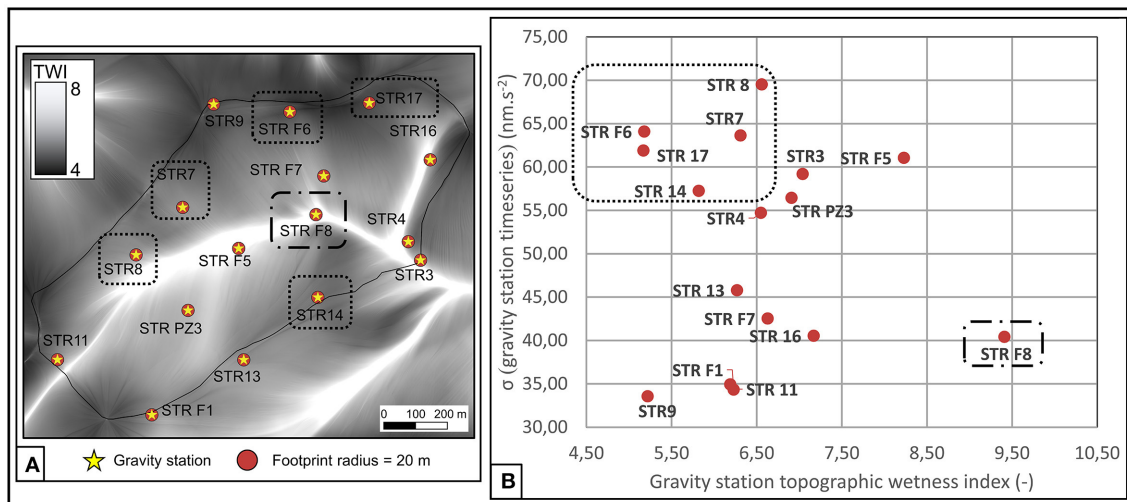 TWI
8
4
STR9
STR F6
STR17
STR16
STR7
STR F7
STR F8
STR4
STR8
STR F5
STR3
STR14
STR PZ3
STR11
STR13
STR F1
0 100 200 m
A
Gravity station
Footprint radius = 20 m
σ (gravity station timeseries) (nm.s⁻²)
75,00
70,00
65,00
60,00
55,00
50,00
45,00
40,00
35,00
30,00
STR 8
STR F6
STR7
STR 17
STR3
STR F5
STR 14
STR PZ3
STR4
STR 13
STR F7
STR 16
STR F8
STR F1
STR 11
STR9
4,50 5,50 6,50 7,50 8,50 9,50 10,50
Gravity station topographic wetness index (-)
B